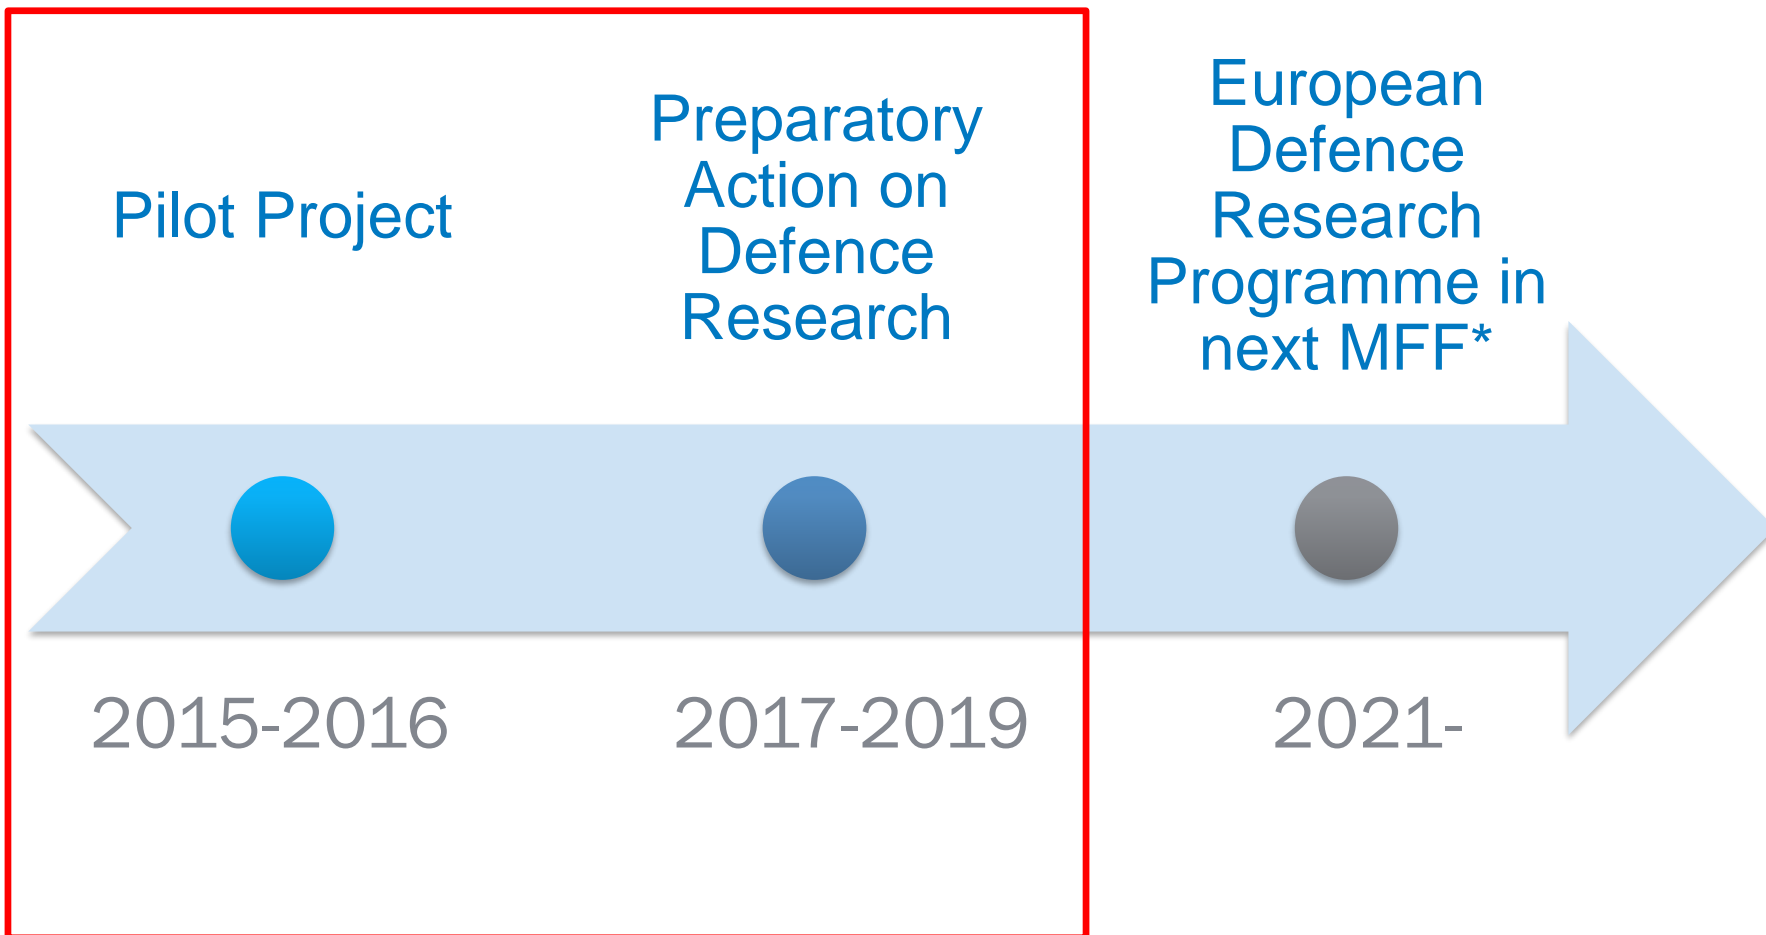 Pilot Project
Preparatory
Action on
Defence
Research
European
Defence
Research
Programme in
next MFF*
2015-2016
2017-2019
2021-